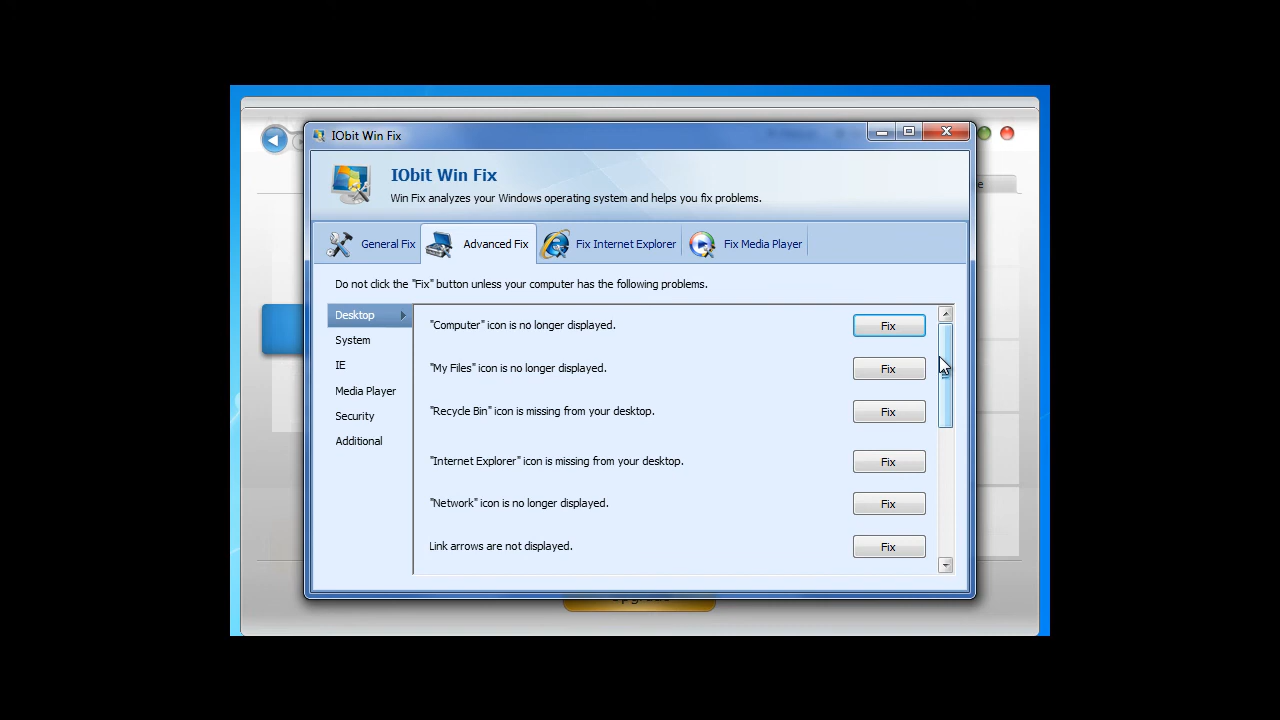 IObit Win Fix
IObit Win Fix
Win Fix analyzes your Windows operating system and helps you fix problems.
General Fix
Advanced Fix
Fix Internet Explorer
Fix Media Player
Do not click the "Fix" button unless your computer has the following problems.
Desktop
System
IE
Media Player
Security
Additional
"Computer" icon is no longer displayed. Fix
"My Files" icon is no longer displayed. Fix
"Recycle Bin" icon is missing from your desktop. Fix
"Internet Explorer" icon is missing from your desktop. Fix
"Network" icon is no longer displayed. Fix
Link arrows are not displayed. Fix